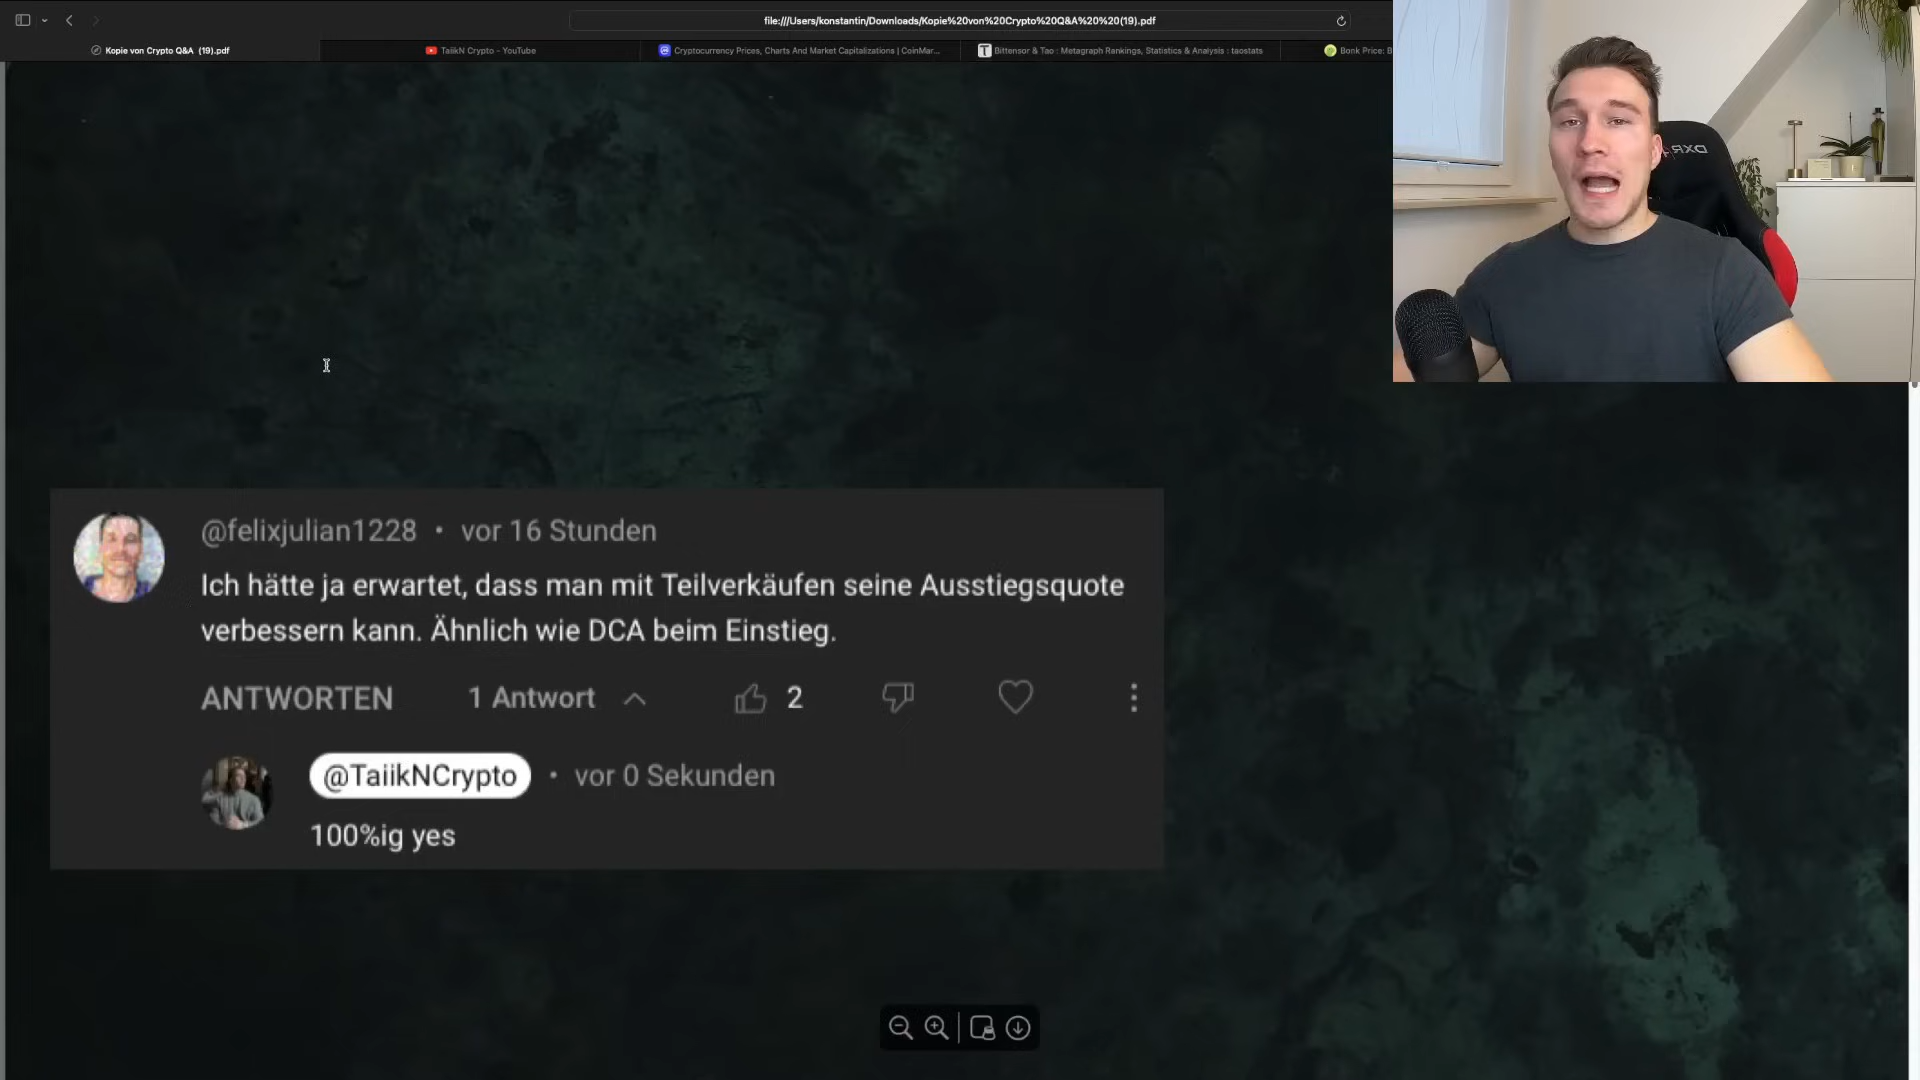 file:///Users/konstantin/Downloads/Kopie%20von%20Crypto%20Q&A%20%20(19).pdf
Kopie von Crypto Q&A (19).pdf
TaiikN Crypto - YouTube
Cryptocurrency Prices, Charts And Market Capitalizations | CoinMar...
Bittensor & Tao : Metagraph Rankings, Statistics & Analysis : taostats
Bonk Price: B
@felixjulian1228 • vor 16 Stunden
Ich hätte ja erwartet, dass man mit Teilverkäufen seine Ausstiegsquote
verbessern kann. Ähnlich wie DCA beim Einstieg.
ANTWORTEN 1 Antwort 2
@TaiikNCrypto • vor 0 Sekunden
100%ig yes